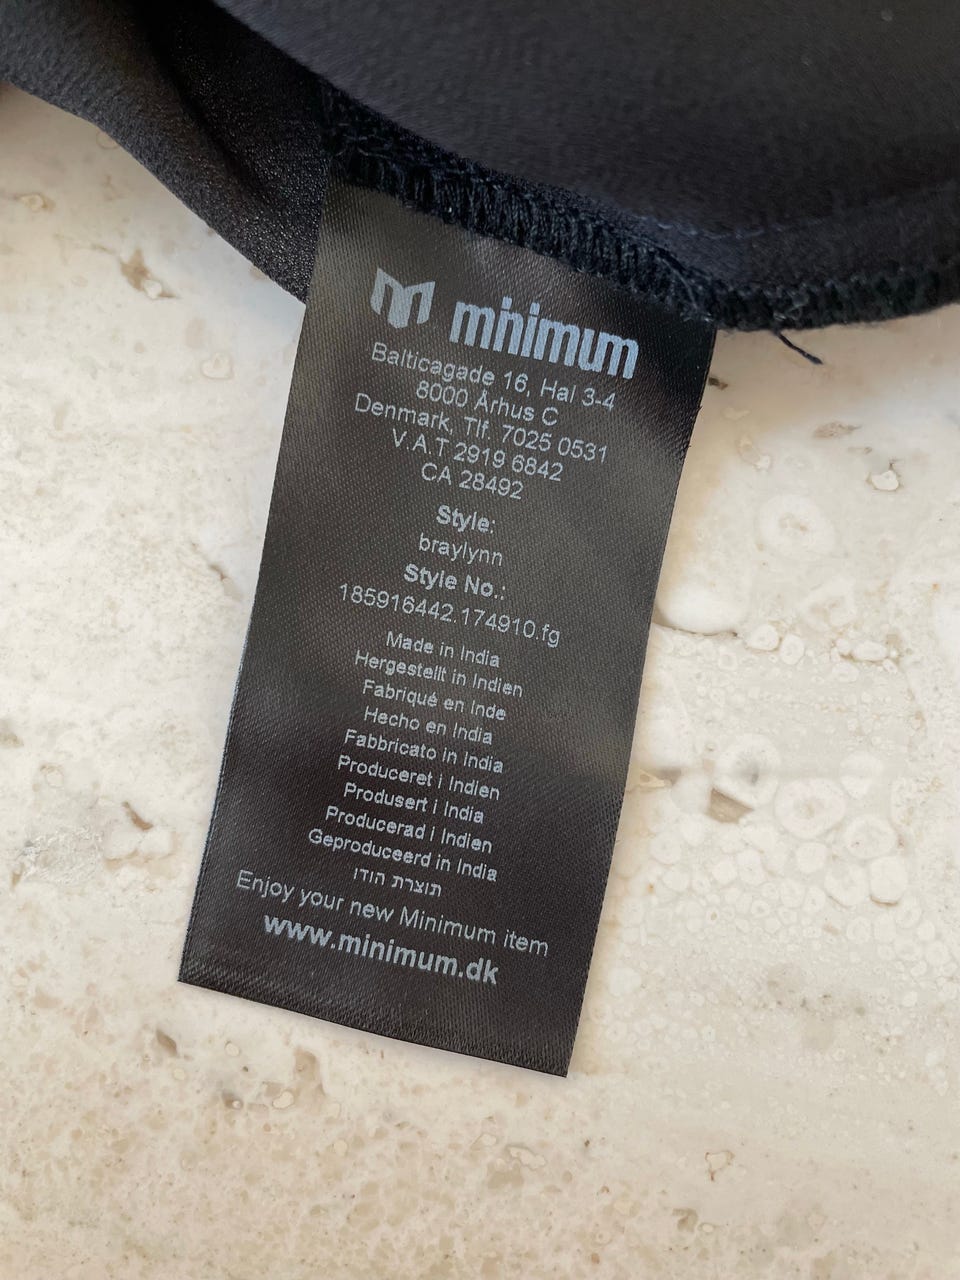 minimum
Balticagade 16, Hal 3-4
8000 Århus C
Denmark, Tlf. 7025 0531
V.A.T 2919 6842
CA 28492
Style:
braylynn
Style No.:
185916442.174910.fg
Made in India
Hergestellt in Indien
Fabriqué en Inde
Hecho en India
Fabbricato in India
Produceret i Indien
Produsert i India
Producerad i Indien
Geproduceerd in India
תוצרת הודו
Enjoy your new Minimum item
www.minimum.dk